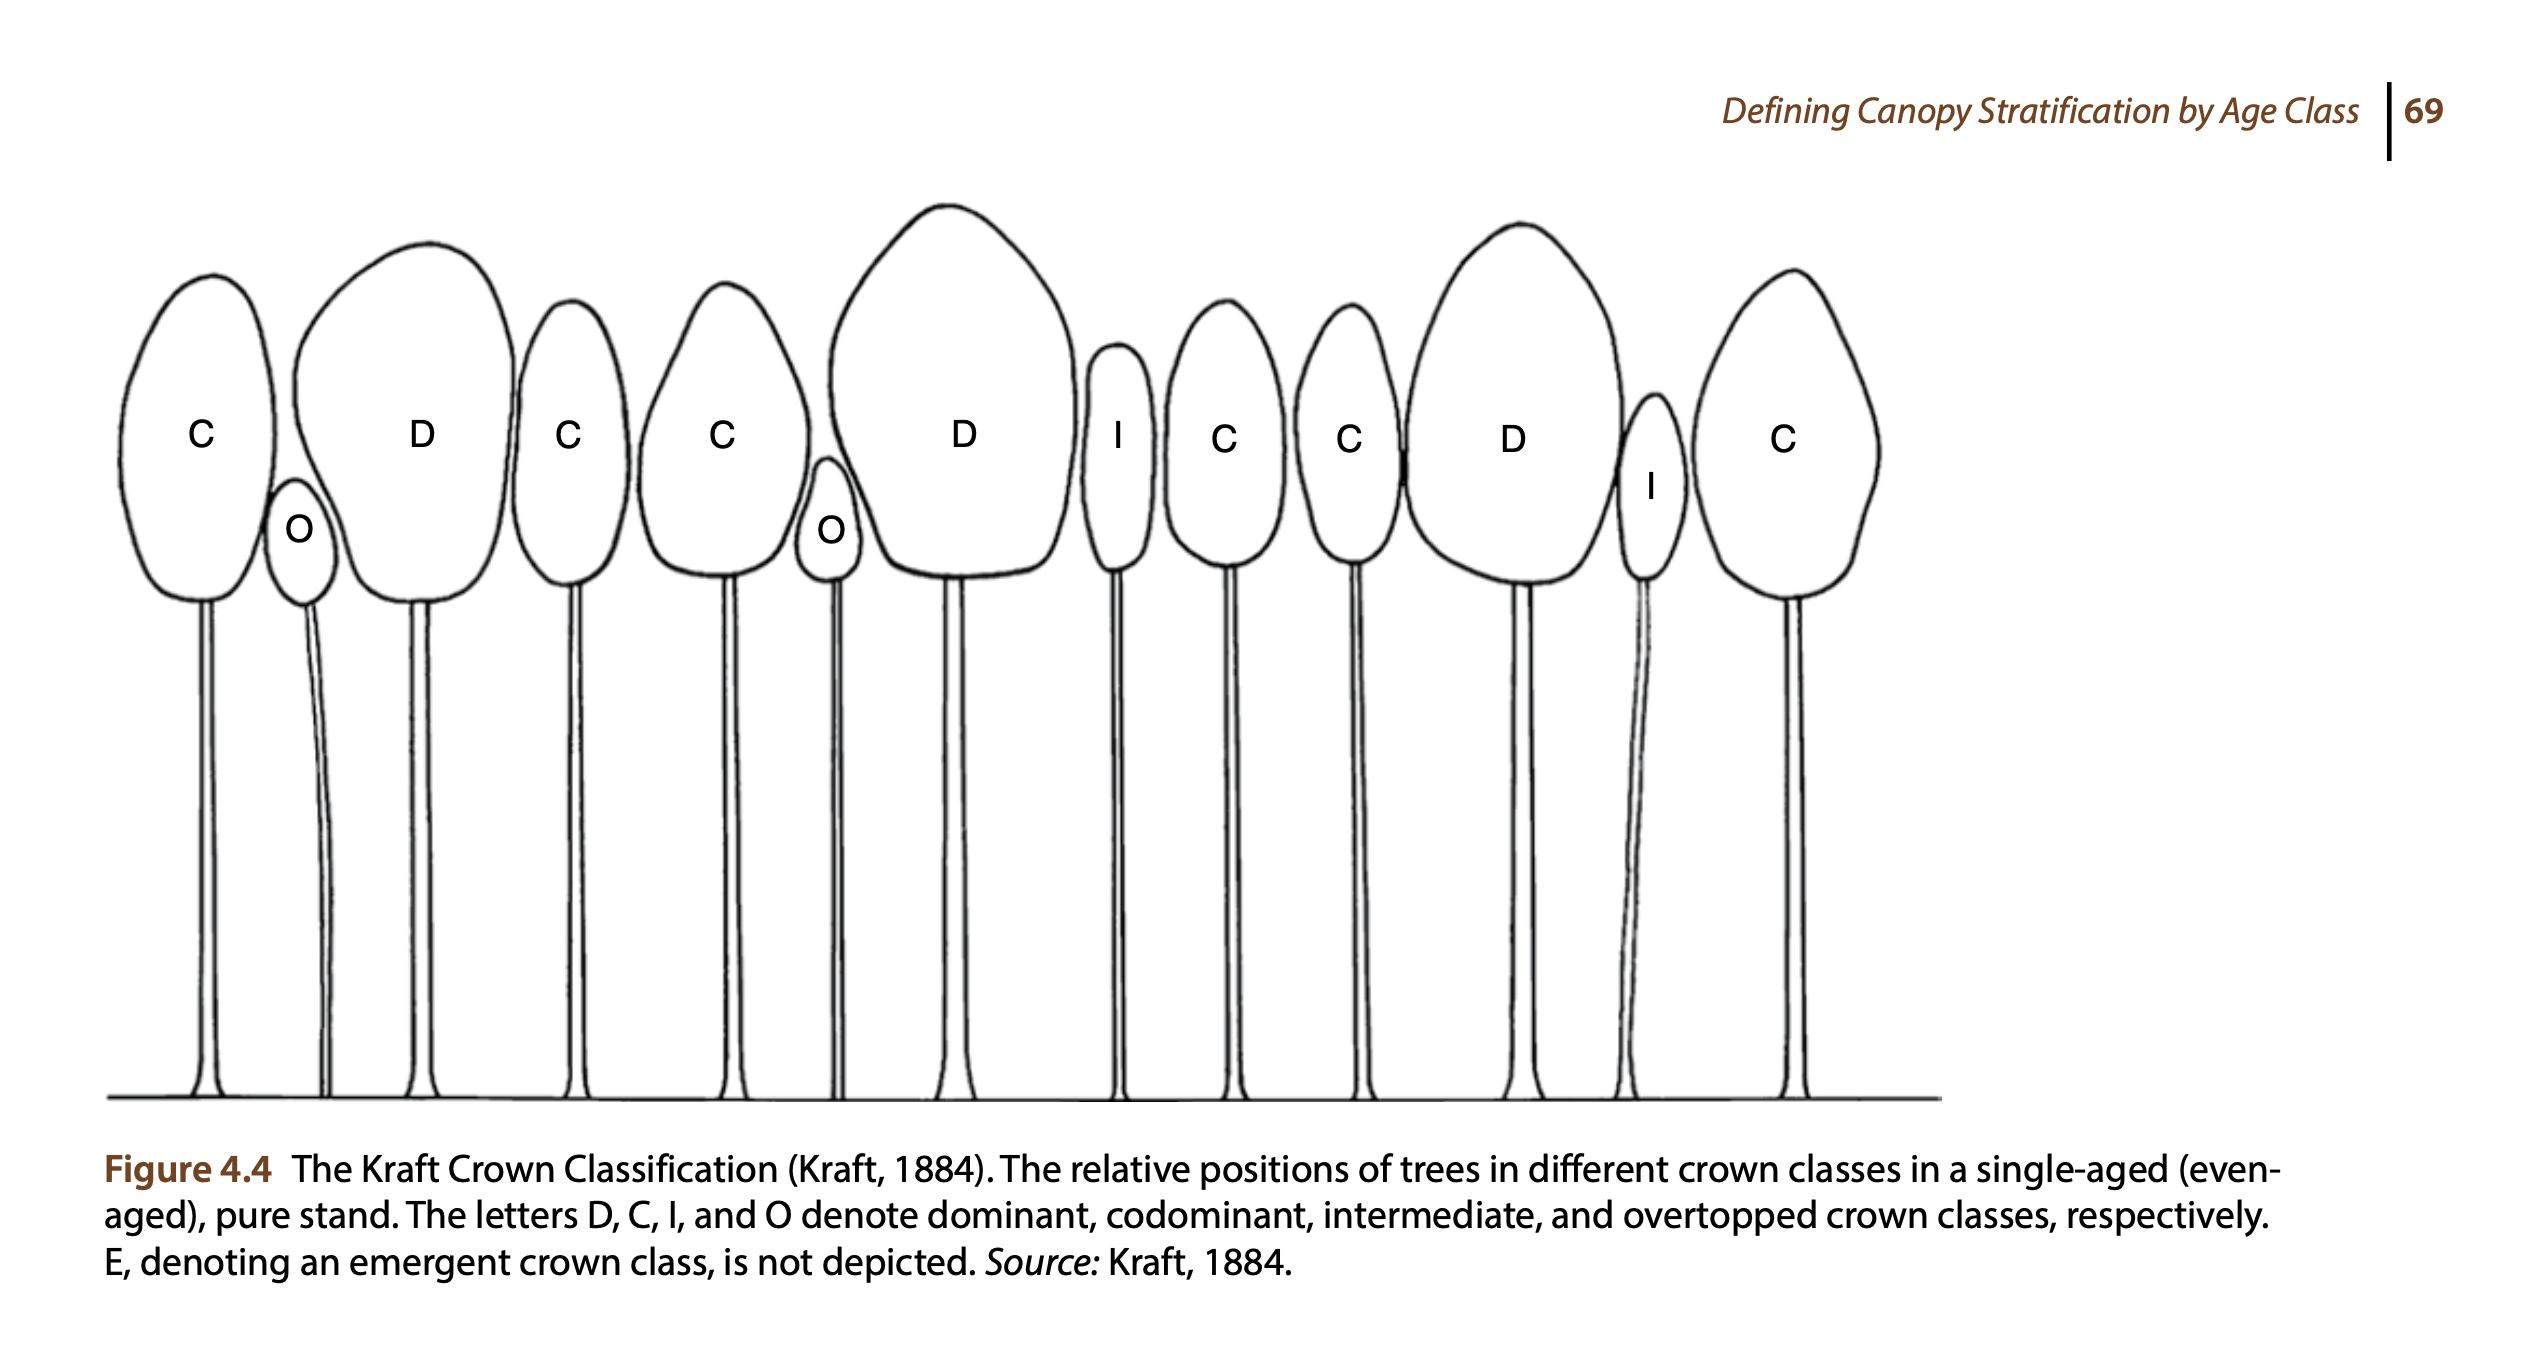 Defining Canopy Stratification by Age Class 69
C D C C D I C C D I C
O O
Figure 4.4 The Kraft Crown Classification (Kraft, 1884). The relative positions of trees in different crown classes in a single-aged (even-
aged), pure stand. The letters D, C, I, and O denote dominant, codominant, intermediate, and overtopped crown classes, respectively.
E, denoting an emergent crown class, is not depicted. Source: Kraft, 1884.